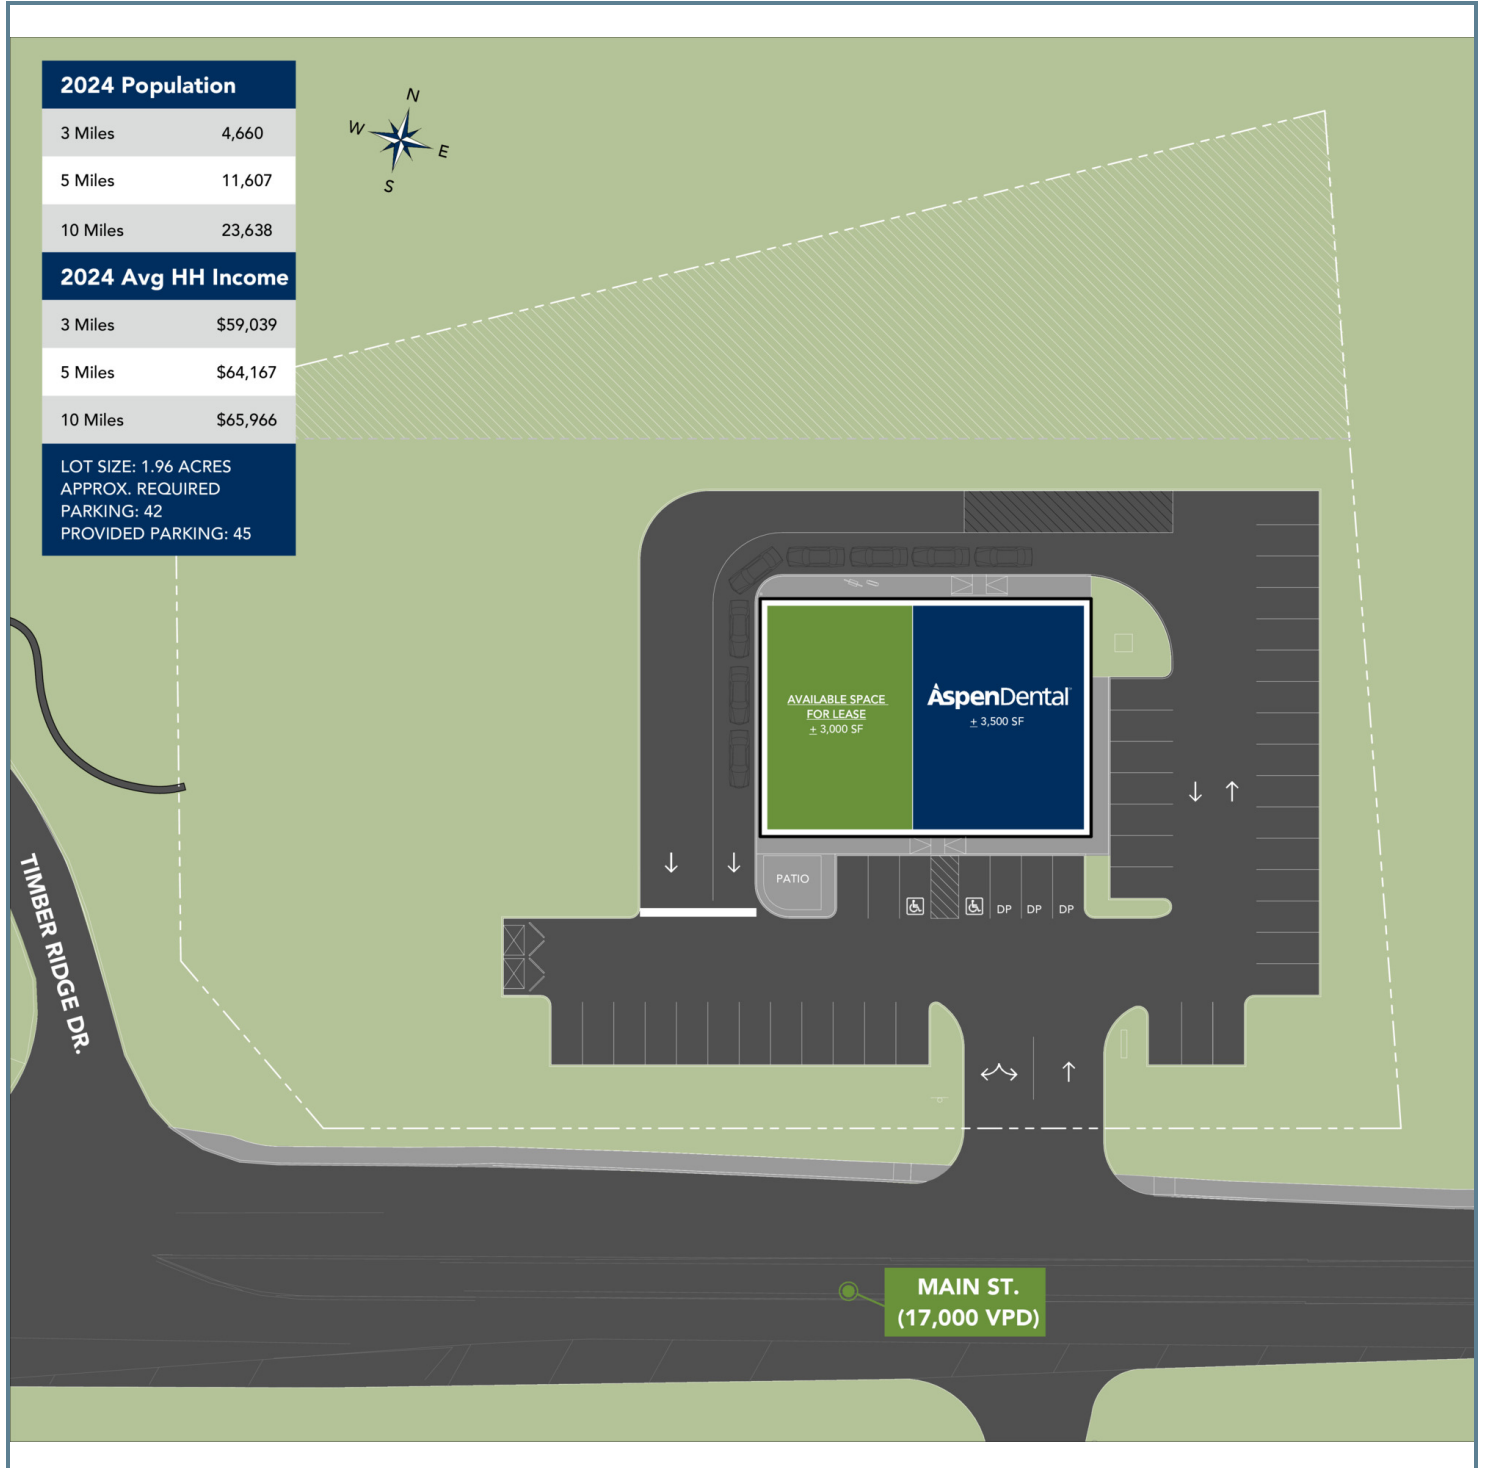 2024 Population
3 Miles 4,660
5 Miles 11,607
10 Miles 23,638
2024 Avg HH Income
3 Miles $59,039
5 Miles $64,167
10 Miles $65,966
LOT SIZE: 1.96 ACRES
APPROX. REQUIRED
PARKING: 42
PROVIDED PARKING: 45
N
W
E
S
AVAILABLE SPACE
FOR LEASE
± 3,000 SF
AspenDental
± 3,500 SF
PATIO
DP DP DP
TIMBER RIDGE DR.
MAIN ST.
(17,000 VPD)